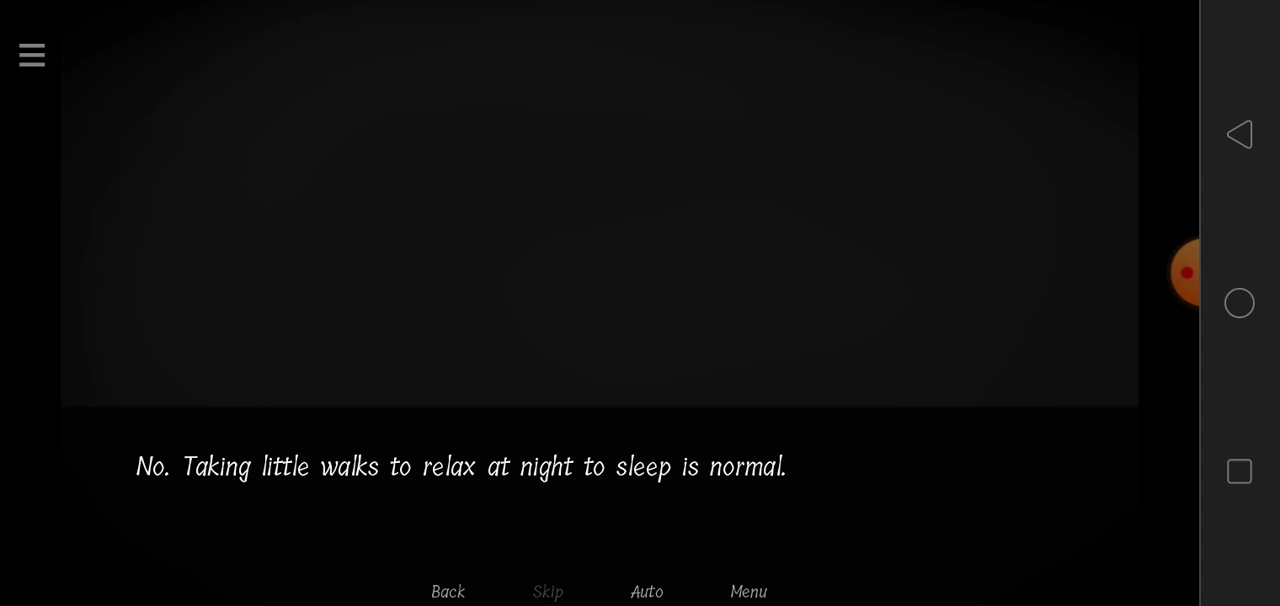 No. Taking little walks to relax at night to sleep is normal.
Back Skip Auto Menu